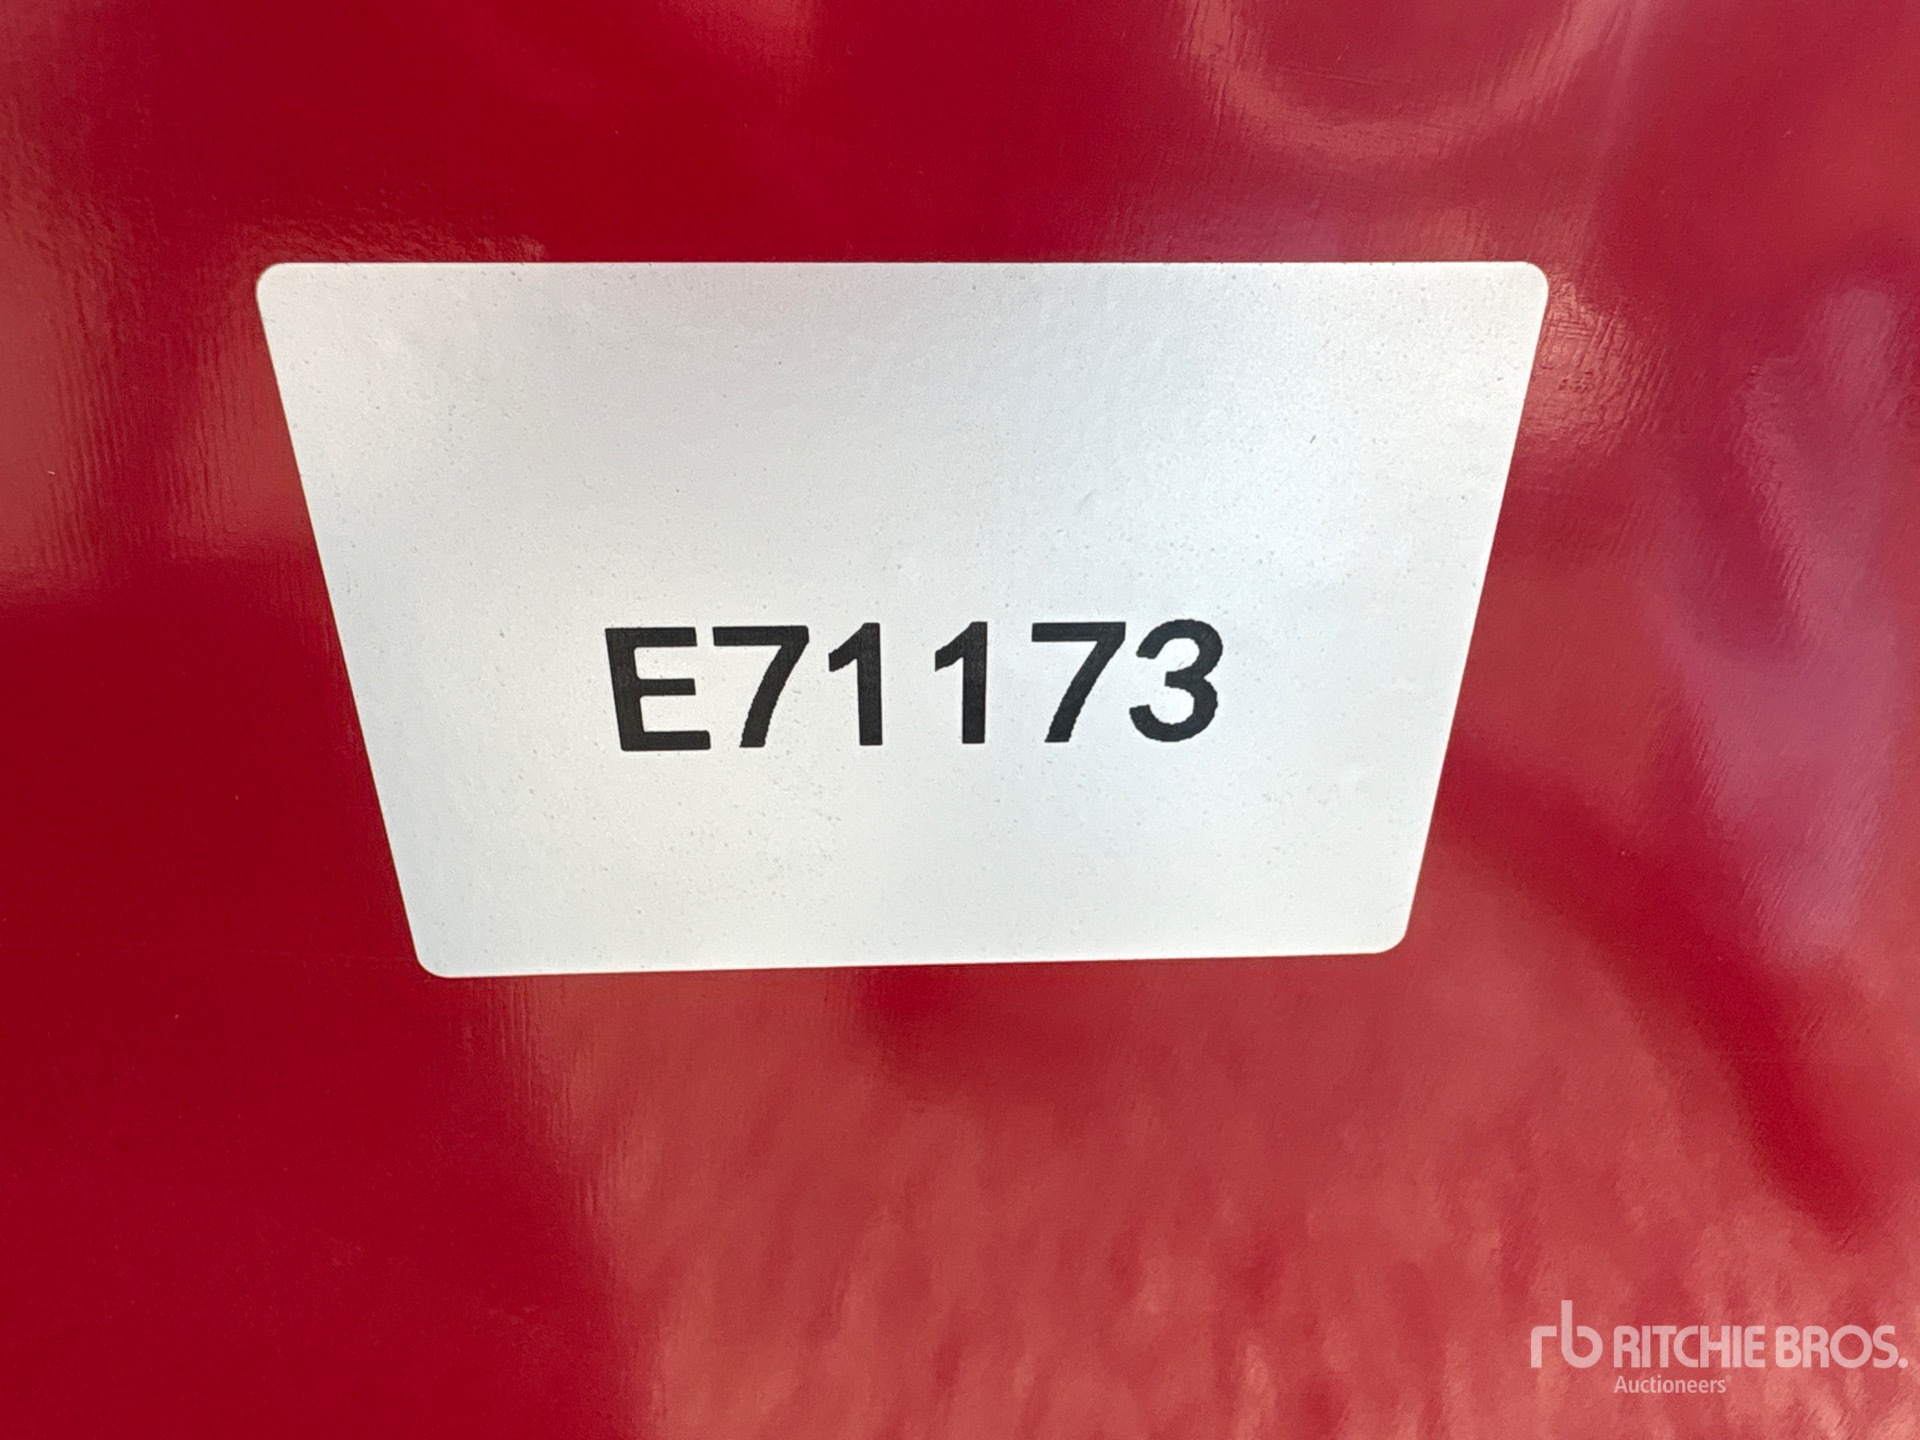 E71173
rb RITCHIE BROS.
Auctioneers